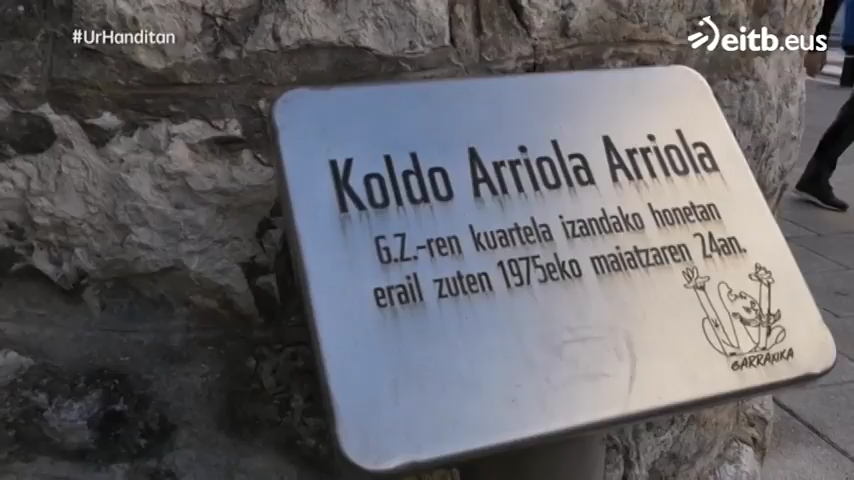 #UrHanditan
eitb.eus
Koldo Arriola Arriola
G.Z.-ren kuartela izandako honetan
erail zuten 1975eko maiatzaren 24an.
GARRAXIKA